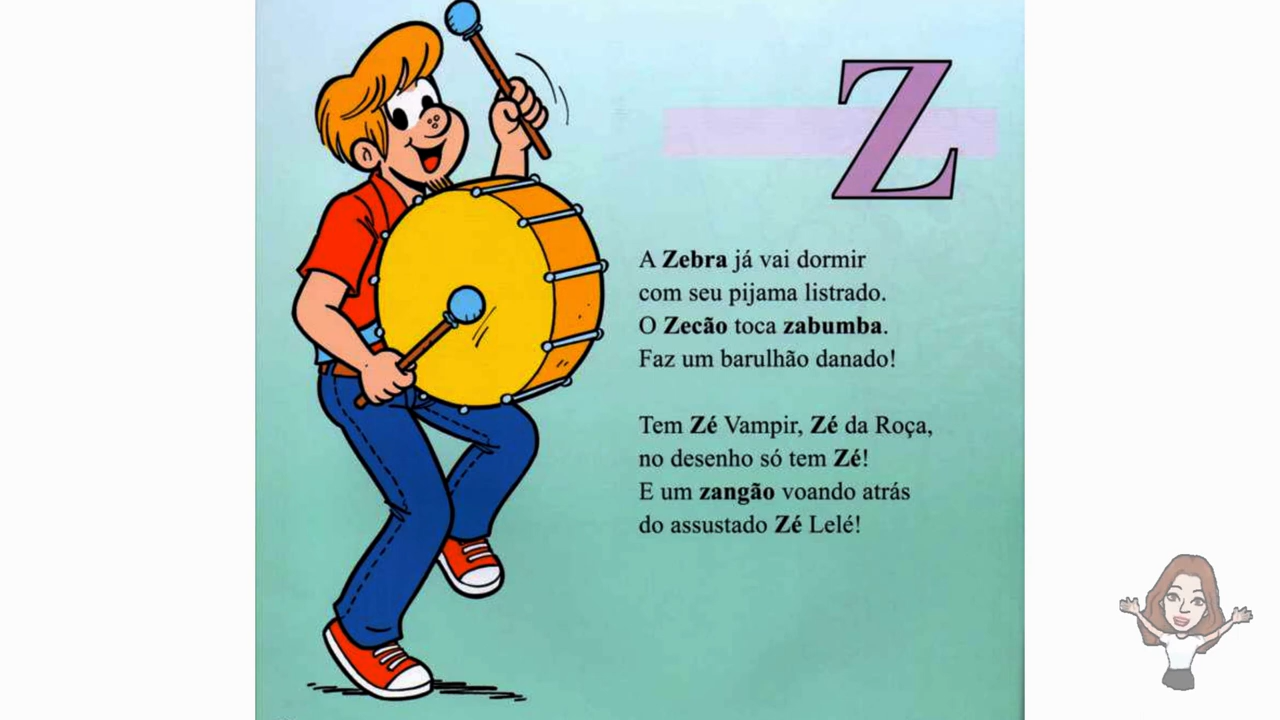 Z
A Zebra já vai dormir
com seu pijama listrado.
O Zecão toca zabumba.
Faz um barulhão danado!
Tem Zé Vampir, Zé da Roça,
no desenho só tem Zé!
E um zangão voando atrás
do assustado Zé Lelé!